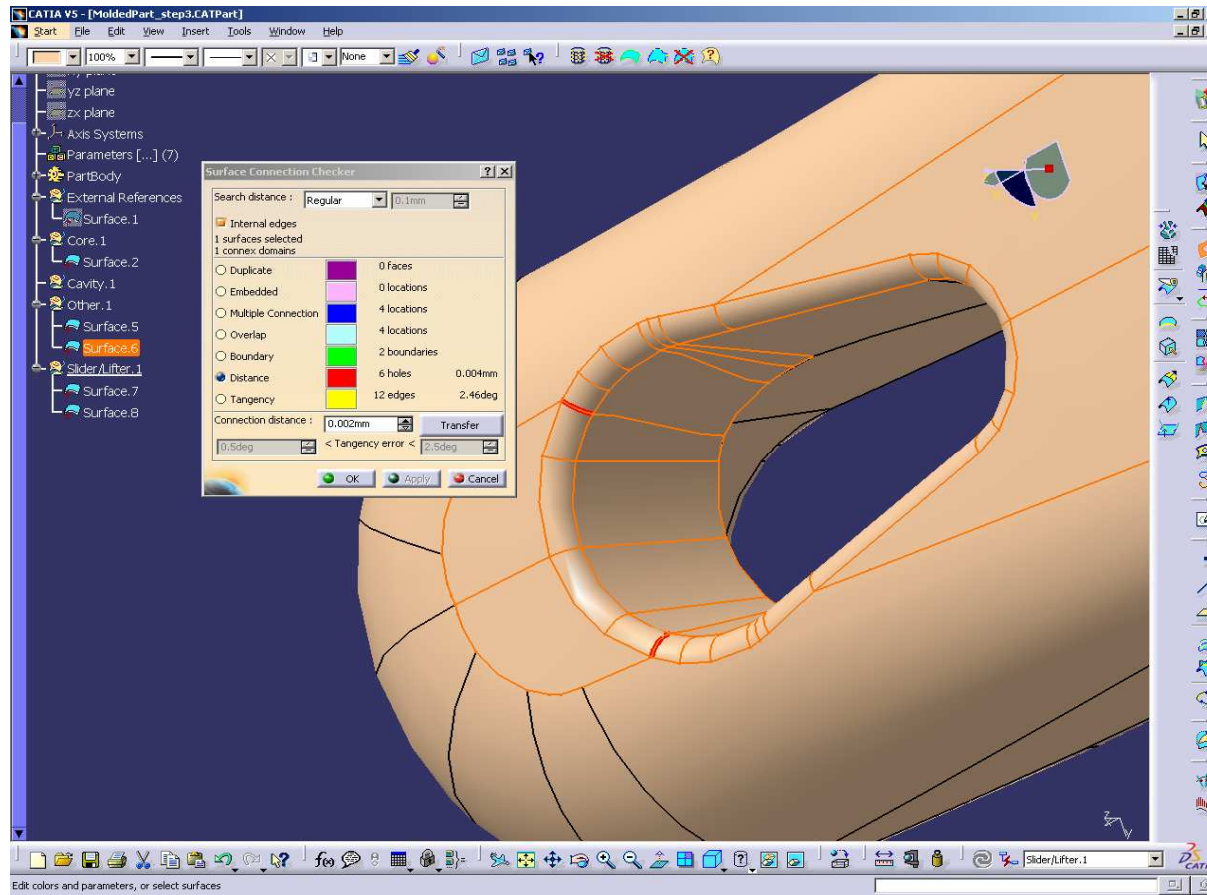 CATIA V5 - [MoldedPart_step3.CATPart]
Start File Edit View Insert Tools Window Help
100% None
yz plane
zx plane
Axis Systems
Parameters [...] (7)
PartBody
External References
Surface.1
Core.1
Surface.2
Cavity.1
Other.1
Surface.5
Surface.6
Slider/Lifter.1
Surface.7
Surface.8
Surface Connection Checker
Search distance : Regular 0.1mm
Internal edges
1 surfaces selected
1 connex domains
Duplicate 0 faces
Embedded 0 locations
Multiple Connection 4 locations
Overlap 4 locations
Boundary 2 boundaries
Distance 6 holes 0.004mm
Tangency 12 edges 2.46deg
Connection distance : 0.002mm Transfer
0.5deg < Tangency error < 2.5deg
OK Apply Cancel
f(x) Slider/Lifter.1
CATIA
Edit colors and parameters, or select surfaces